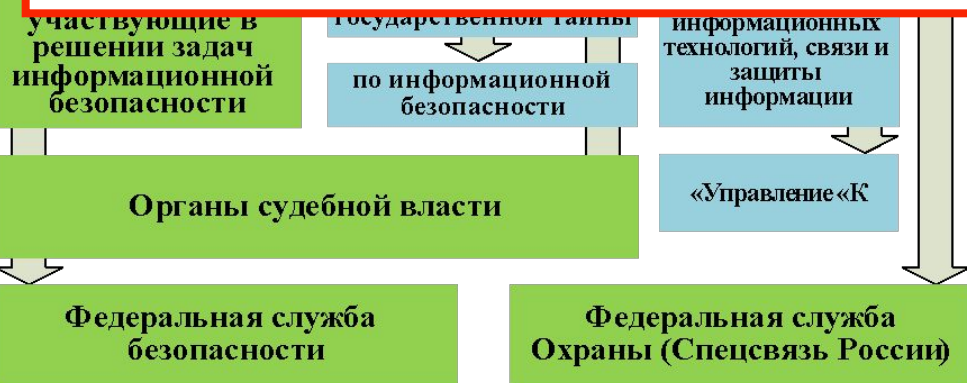 участвующие в
решении задач
информационной
безопасности
государственной тайны
по информационной
безопасности
информационных
технологий, связи и
защиты
информации
«Управление «К
Органы судебной власти
Федеральная служба
безопасности
Федеральная служба
Охраны (Спецсвязь России)